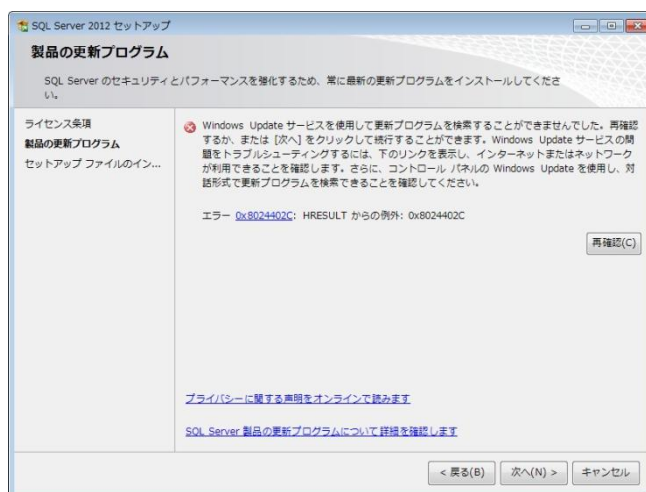 SQL Server 2012 セットアップ
製品の更新プログラム
SQL Server のセキュリティとパフォーマンスを強化するため、常に最新の更新プログラムをインストールしてくださ
い。
ライセンス条項
製品の更新プログラム
セットアップ ファイルのイン...
Windows Update サービスを使用して更新プログラムを検索することができませんでした。再確認
するか、または [次へ] をクリックして続行することができます。Windows Update サービスの問
題をトラブルシューティングするには、下のリンクを表示し、インターネットまたはネットワーク
が利用できることを確認します。さらに、コントロール パネルの Windows Update を使用し、対
話形式で更新プログラムを検索できることを確認してください。
エラー 0x8024402C: HRESULT からの例外: 0x8024402C
再確認(C)
プライバシーに関する声明をオンラインで読みます
SQL Server 製品の更新プログラムについて詳細を確認します
< 戻る(B) 次へ(N) > キャンセル